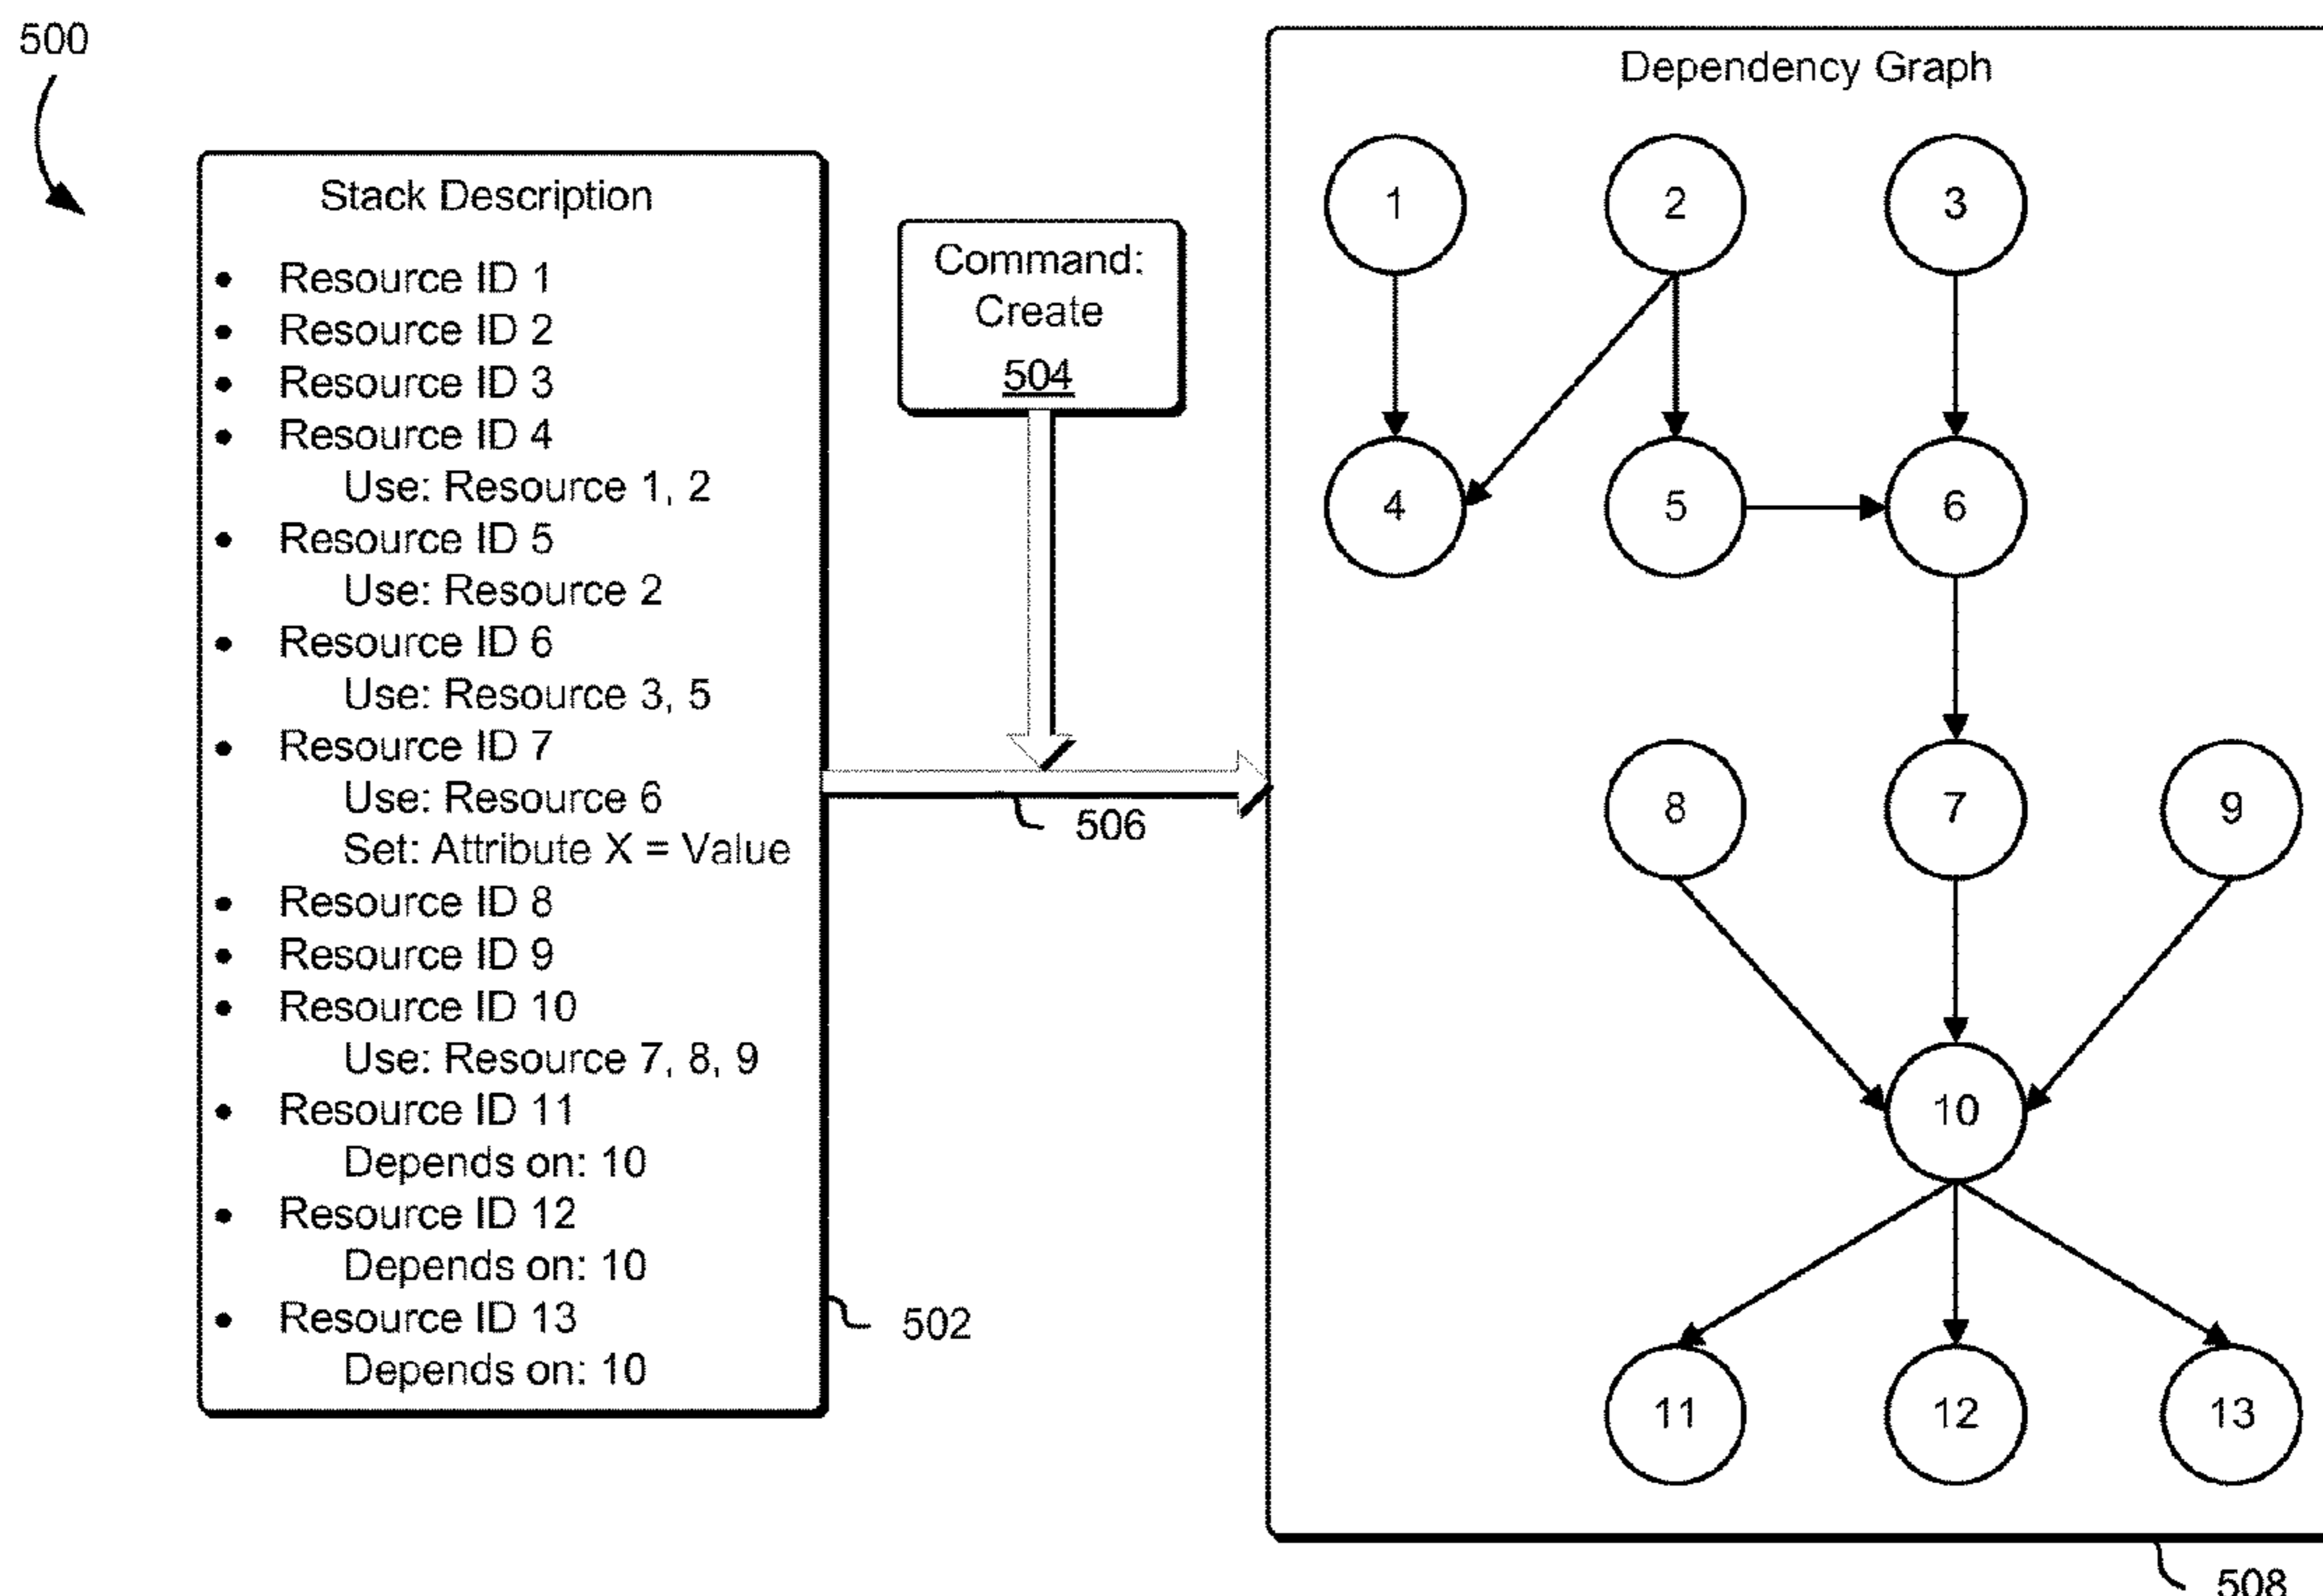 500
Stack Description
• Resource ID 1
• Resource ID 2
• Resource ID 3
• Resource ID 4
Use: Resource 1, 2
• Resource ID 5
Use: Resource 2
• Resource ID 6
Use: Resource 3, 5
• Resource ID 7
Use: Resource 6
Set: Attribute X = Value
• Resource ID 8
• Resource ID 9
• Resource ID 10
Use: Resource 7, 8, 9
• Resource ID 11
Depends on: 10
• Resource ID 12
Depends on: 10
• Resource ID 13
Depends on: 10
502
Command:
Create
504
506
Dependency Graph
1 2 3
4 5 6
8 7 9
10
11 12 13
508